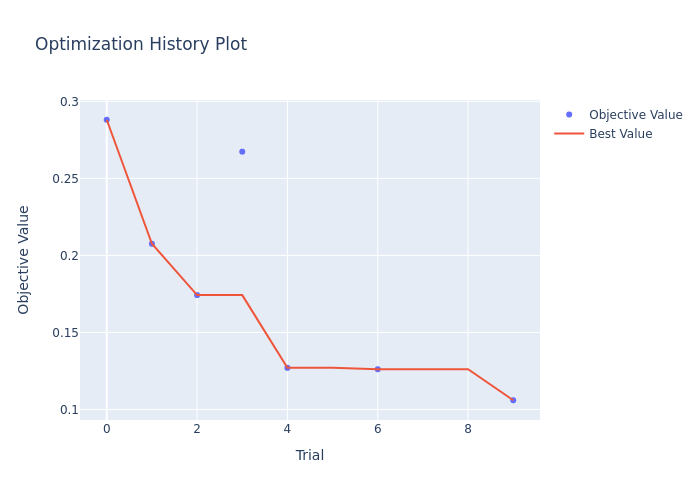 Optimization History Plot
0.3
0.25
0.2
0.15
0.1
Objective Value
0 2 4 6 8
Trial
Objective Value
Best Value